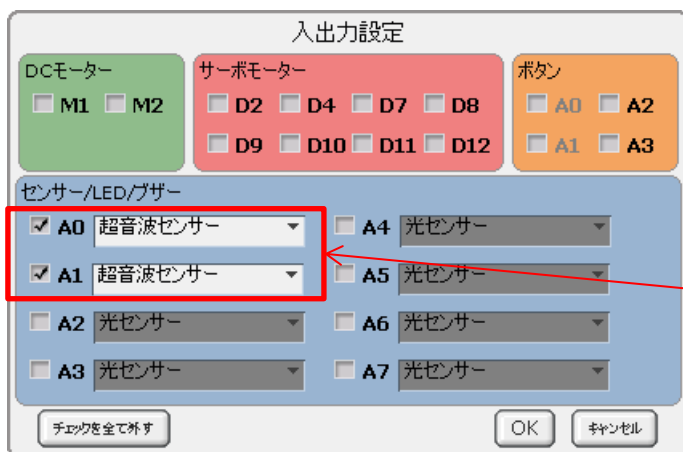 入出力設定
DCモーター サーボモーター ボタン
M1 M2 D2 D4 D7 D8 A0 A2
D9 D10 D11 D12 A1 A3
センサー/LED/ブザー
A0 超音波センサー A4 光センサー
A1 超音波センサー A5 光センサー
A2 光センサー A6 光センサー
A3 光センサー A7 光センサー
チェックを全て外す OK キャンセル